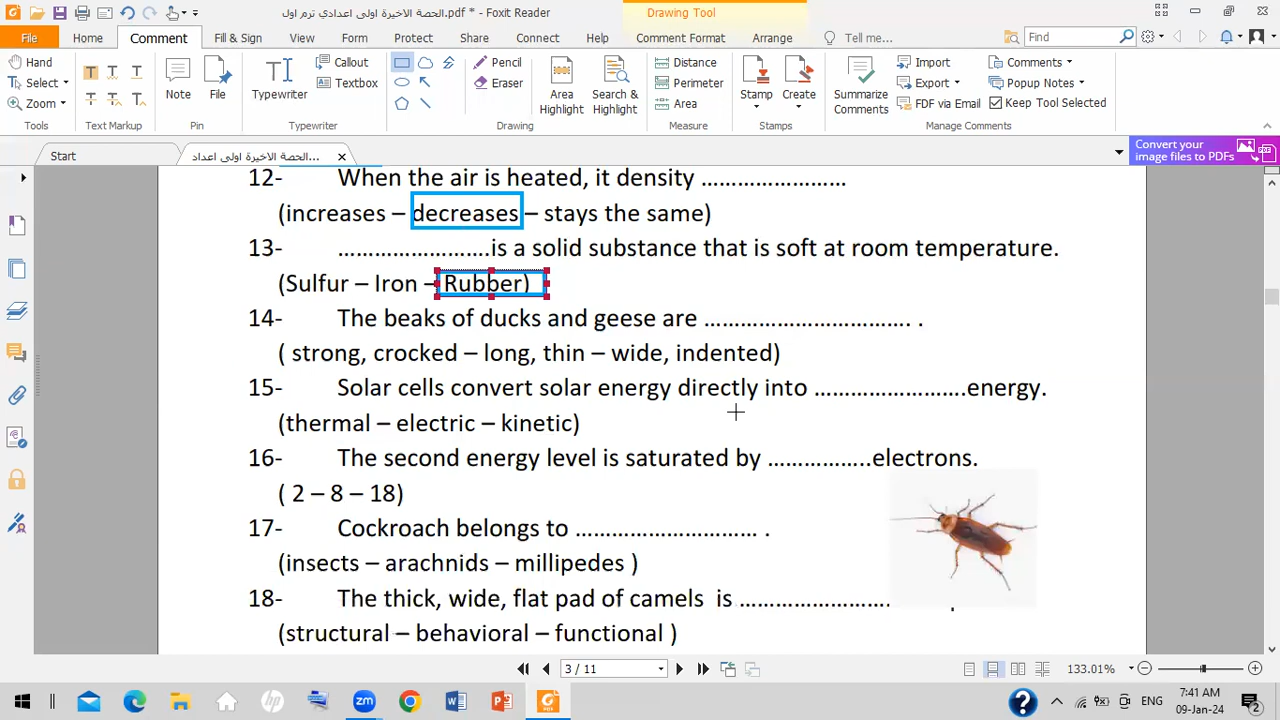 الحصة الاخيرة اولى اعدادي ترم اول.pdf * - Foxit Reader
Drawing Tool
File Home Comment Fill & Sign View Form Protect Share Connect Help Comment Format Arrange Tell me... Find
Hand
Select
Zoom
Tools
Text Markup
Note
File
Pin
Typewriter
Callout
Textbox
Typewriter
Pencil
Eraser
Area Highlight
Search & Highlight
Drawing
Distance
Perimeter
Area
Measure
Stamp
Create
Stamps
Summarize Comments
Import
Export
FDF via Email
Comments
Popup Notes
Keep Tool Selected
Manage Comments
Start
الحصة الاخيرة اولى اعداد...
Convert your image files to PDFs
12- When the air is heated, it density ........................
(increases – decreases – stays the same)
13- ........................is a solid substance that is soft at room temperature.
(Sulfur – Iron – Rubber)
14- The beaks of ducks and geese are ................................. .
( strong, crocked – long, thin – wide, indented)
15- Solar cells convert solar energy directly into ........................energy.
(thermal – electric – kinetic)
16- The second energy level is saturated by .................electrons.
( 2 – 8 – 18)
17- Cockroach belongs to ............................. .
(insects – arachnids – millipedes )
18- The thick, wide, flat pad of camels is ........................
(structural – behavioral – functional )
3 / 11
133.01%
ENG
7:41 AM
09-Jan-24
2